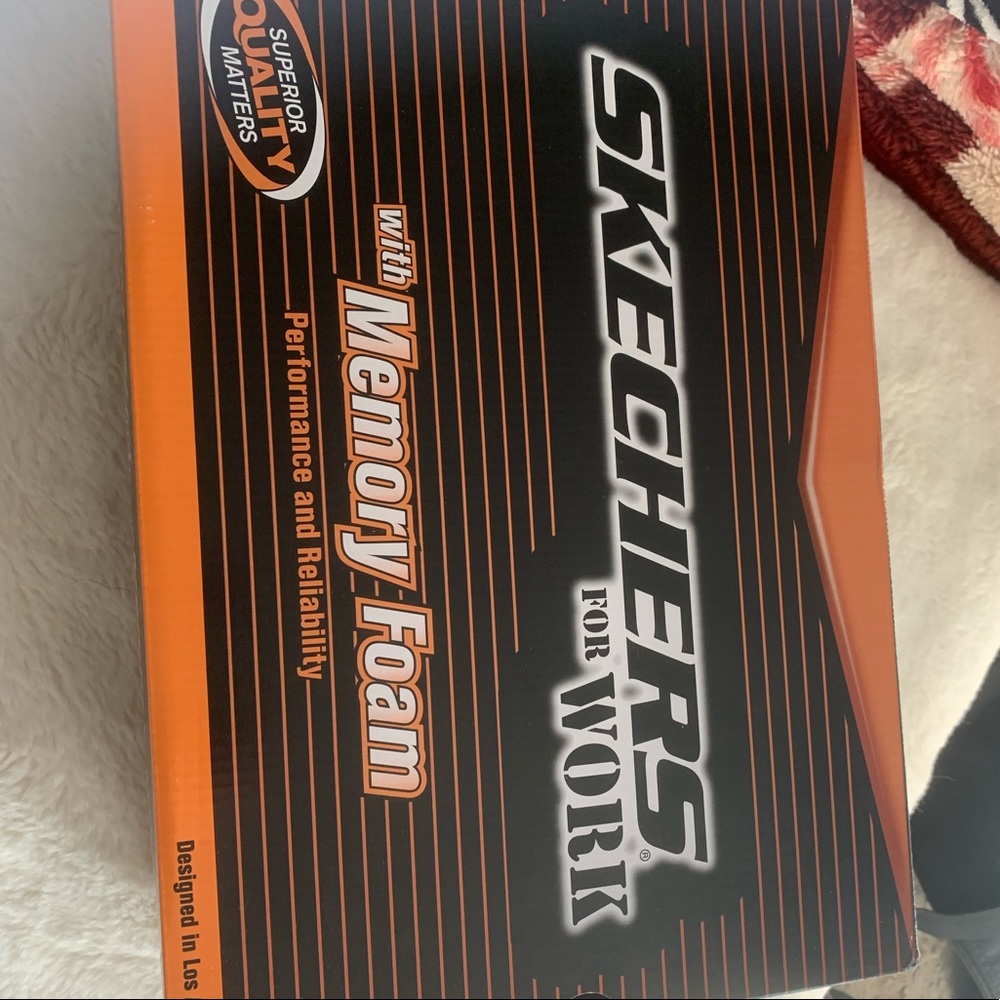 SKECHERS®
FOR WORK
with Memory Foam
Performance and Reliability
SUPERIOR
QUALITY
MATTERS
Designed in Los